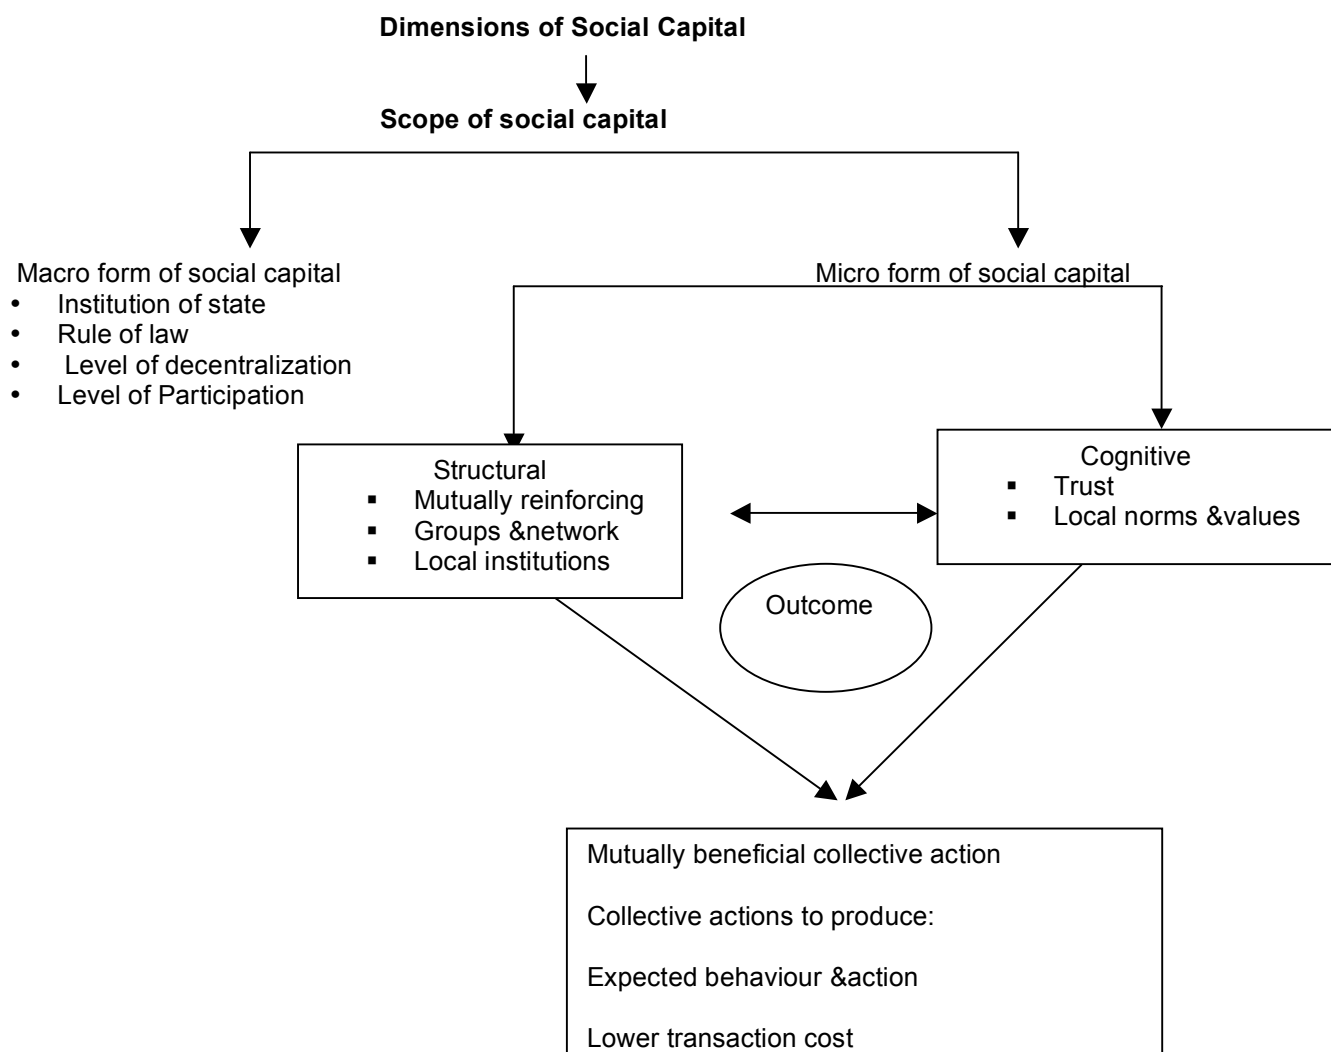 Dimensions of Social Capital
Scope of social capital
Macro form of social capital
• Institution of state
• Rule of law
• Level of decentralization
• Level of Participation
Micro form of social capital
Structural
▪ Mutually reinforcing
▪ Groups &network
▪ Local institutions
Cognitive
▪ Trust
▪ Local norms &values
Outcome
Mutually beneficial collective action
Collective actions to produce:
Expected behaviour &action
Lower transaction cost